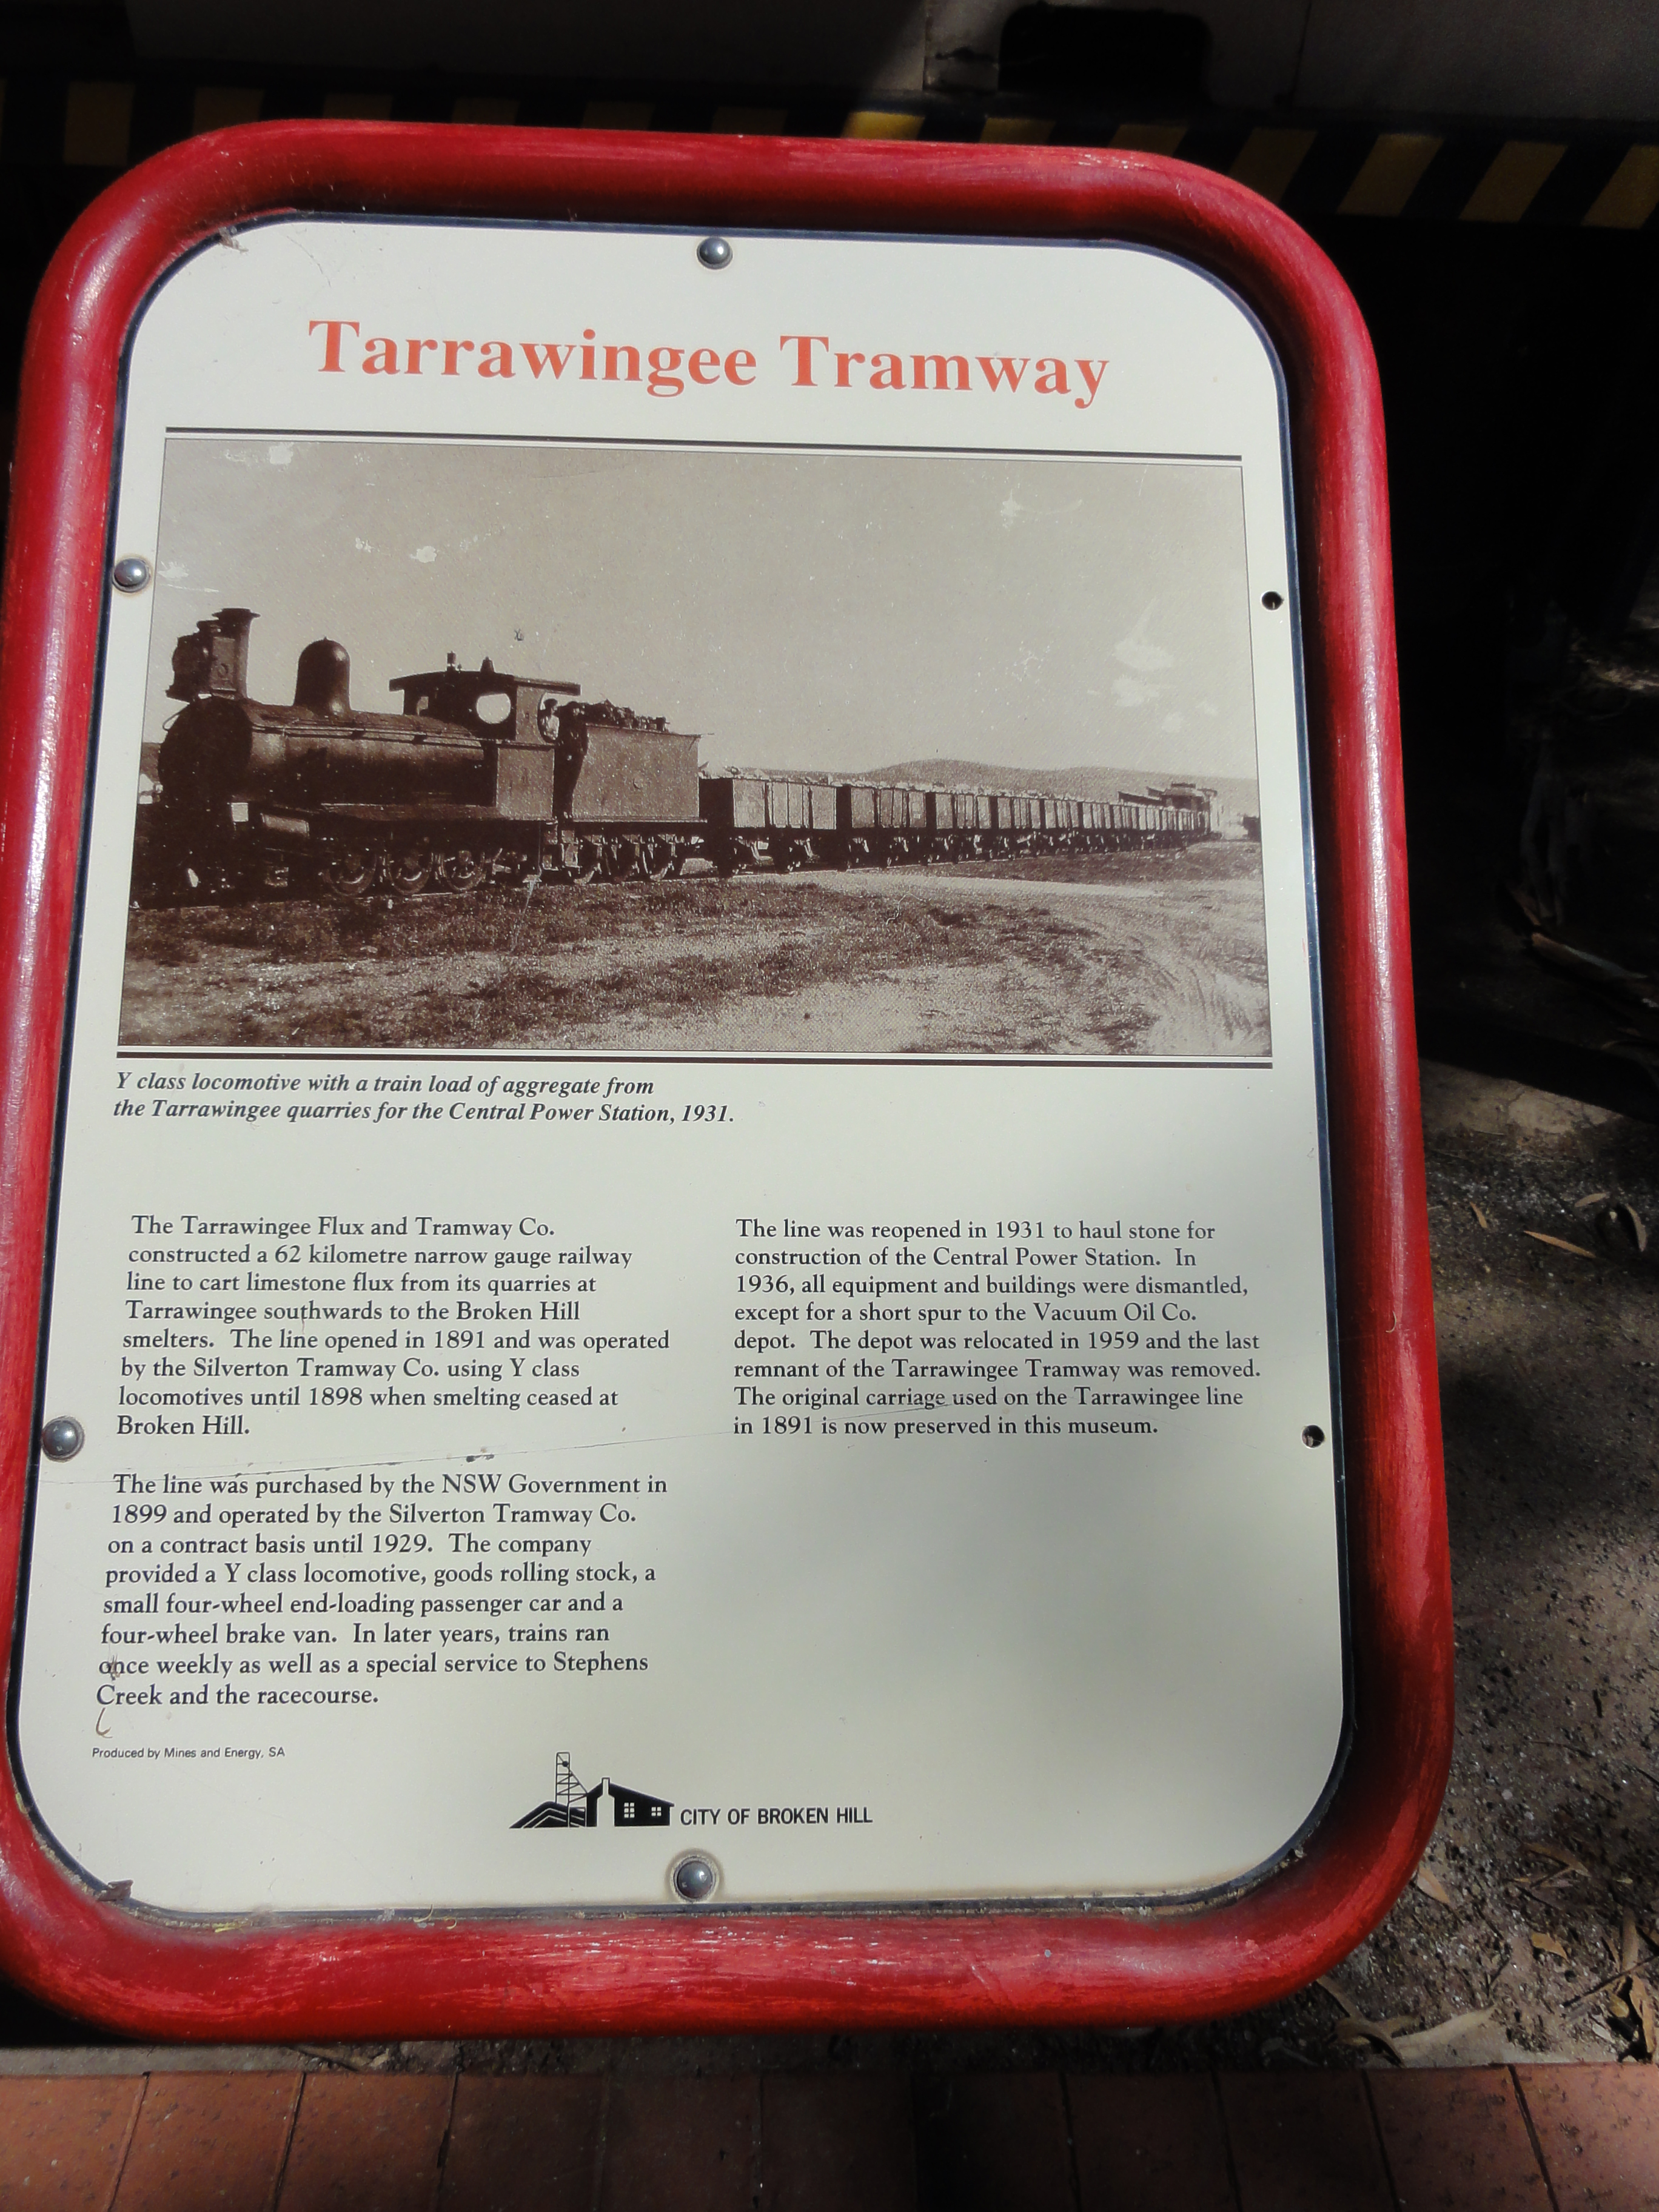 Tarrawingee Tramway
Y class locomotive with a train load of aggregate from
the Tarrawingee quarries for the Central Power Station, 1931.
The Tarrawingee Flux and Tramway Co.
constructed a 62 kilometre narrow gauge railway
line to cart limestone flux from its quarries at
Tarrawingee southwards to the Broken Hill
smelters. The line opened in 1891 and was operated
by the Silverton Tramway Co. using Y class
locomotives until 1898 when smelting ceased at
Broken Hill.
The line was purchased by the NSW Government in
1899 and operated by the Silverton Tramway Co.
on a contract basis until 1929. The company
provided a Y class locomotive, goods rolling stock, a
small four-wheel end-loading passenger car and a
four-wheel brake van. In later years, trains ran
once weekly as well as a special service to Stephens
Creek and the racecourse.
The line was reopened in 1931 to haul stone for
construction of the Central Power Station. In
1936, all equipment and buildings were dismantled,
except for a short spur to the Vacuum Oil Co.
depot. The depot was relocated in 1959 and the last
remnant of the Tarrawingee Tramway was removed.
The original carriage used on the Tarrawingee line
in 1891 is now preserved in this museum.
Produced by Mines and Energy, SA
CITY OF BROKEN HILL